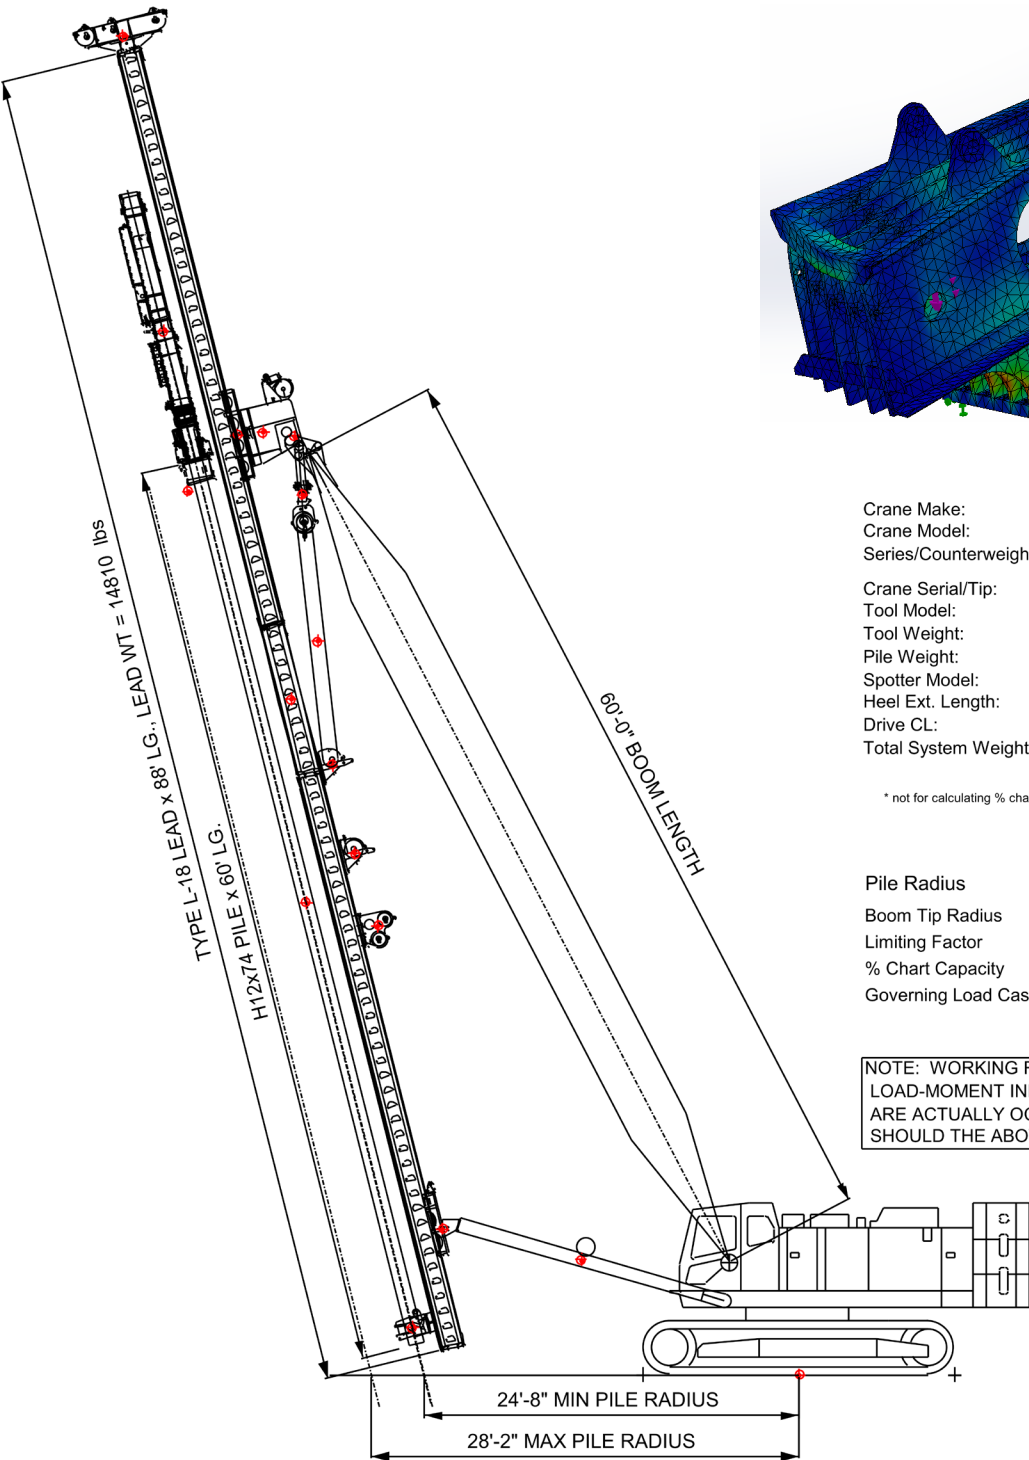 TYPE L-18 LEAD x 88' LG., LEAD WT = 14810 lbs
H12x74 PILE x 60' LG.
60'-0" BOOM LENGTH
Crane Make:
Crane Model:
Series/Counterweigh
Crane Serial/Tip:
Tool Model:
Tool Weight:
Pile Weight:
Spotter Model:
Heel Ext. Length:
Drive CL:
Total System Weight
* not for calculating % cha
Pile Radius
Boom Tip Radius
Limiting Factor
% Chart Capacity
Governing Load Cas
NOTE: WORKING
LOAD-MOMENT
ARE ACTUALLY
SHOULD THE ABO
24'-8" MIN PILE RADIUS
28'-2" MAX PILE RADIUS